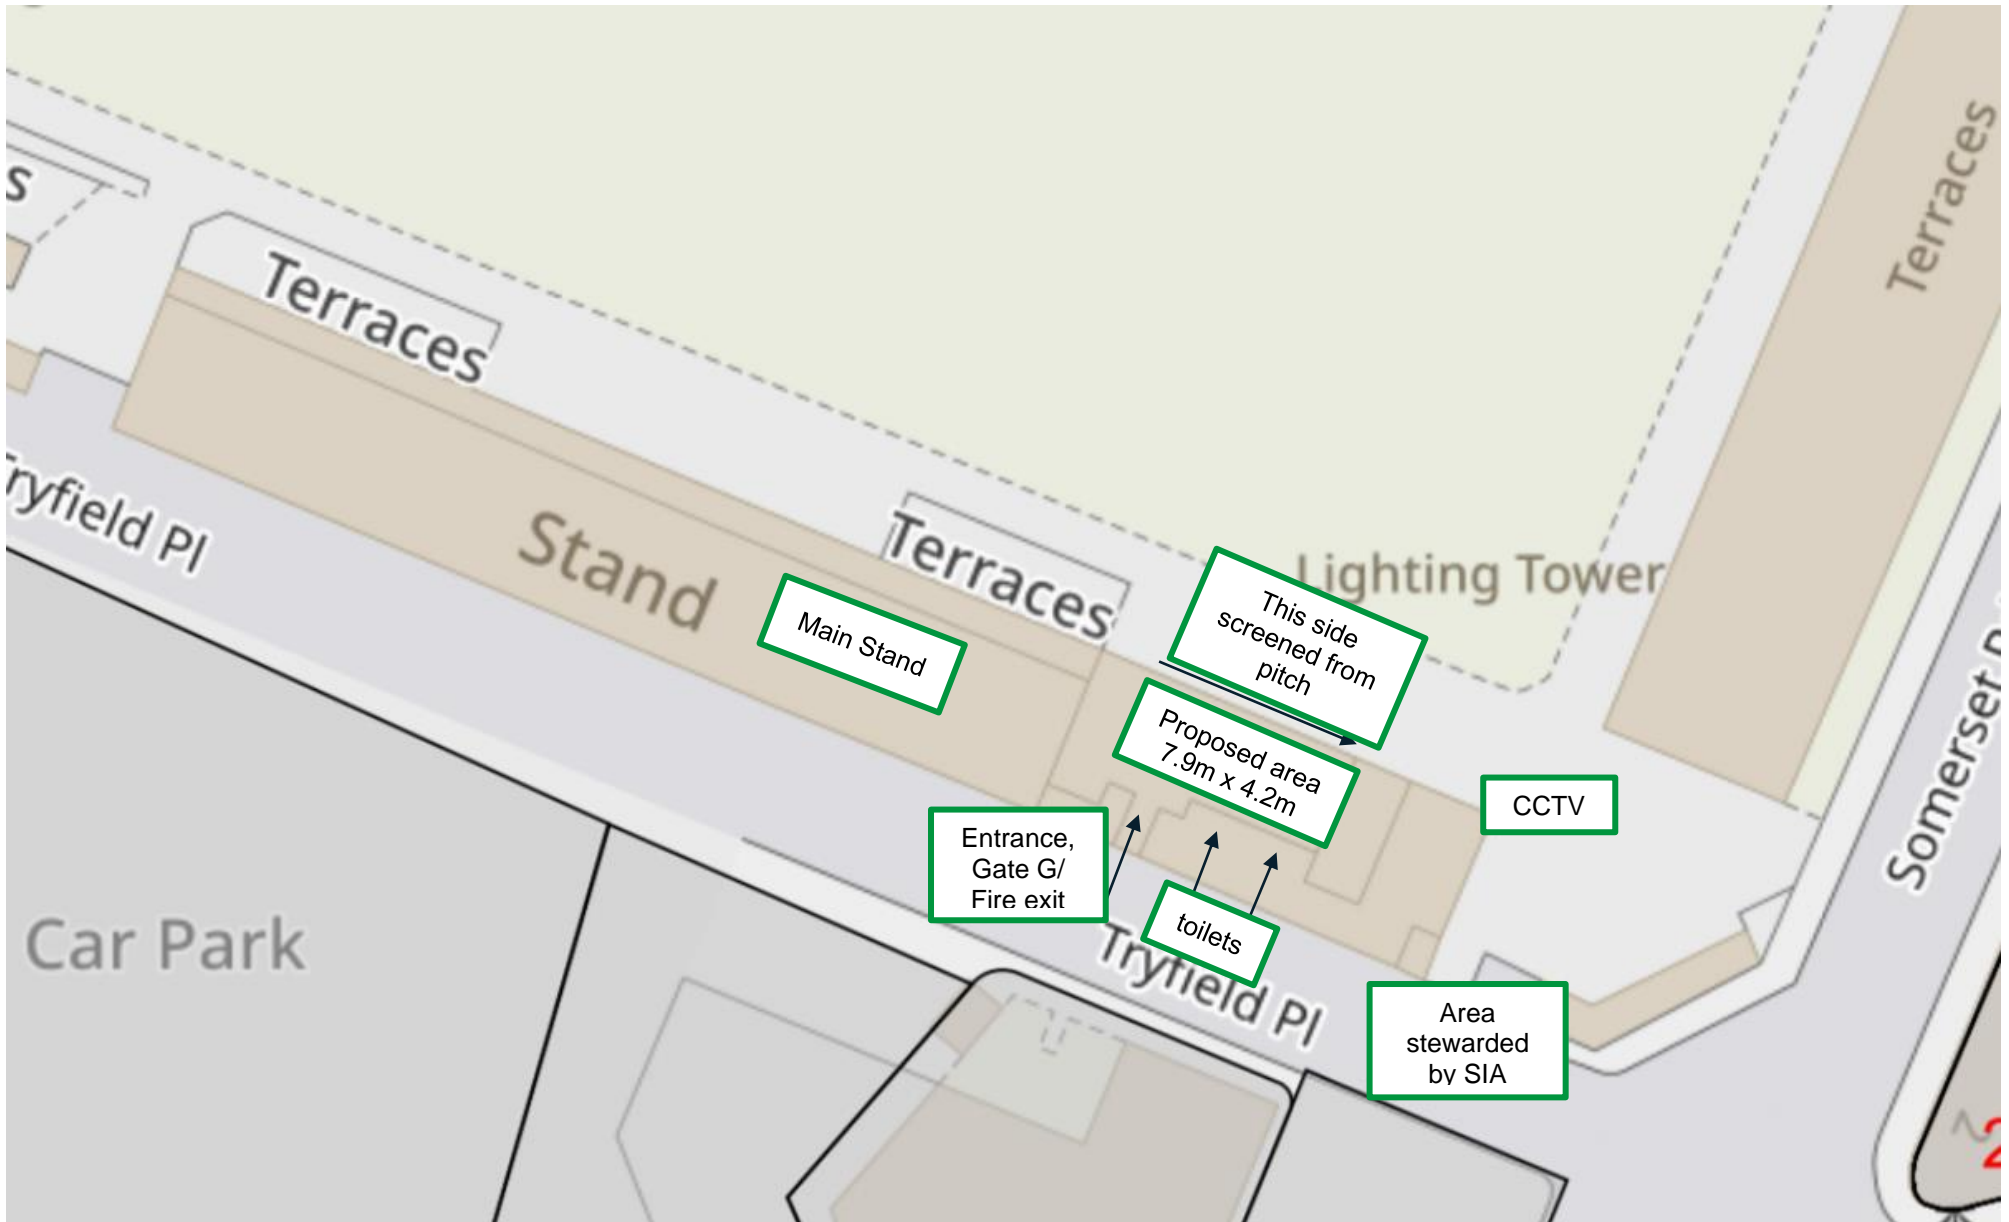 Terraces
s
Terraces
Stand
Terraces
Lighting Tower
This side
screened from
pitch
Main Stand
Proposed area
7.9m x 4.2m
CCTV
Entrance,
Gate G/
Fire exit
toilets
Tryfield Pl
Tryfield Pl
Car Park
Area
stewarded
by SIA
Somerset
2